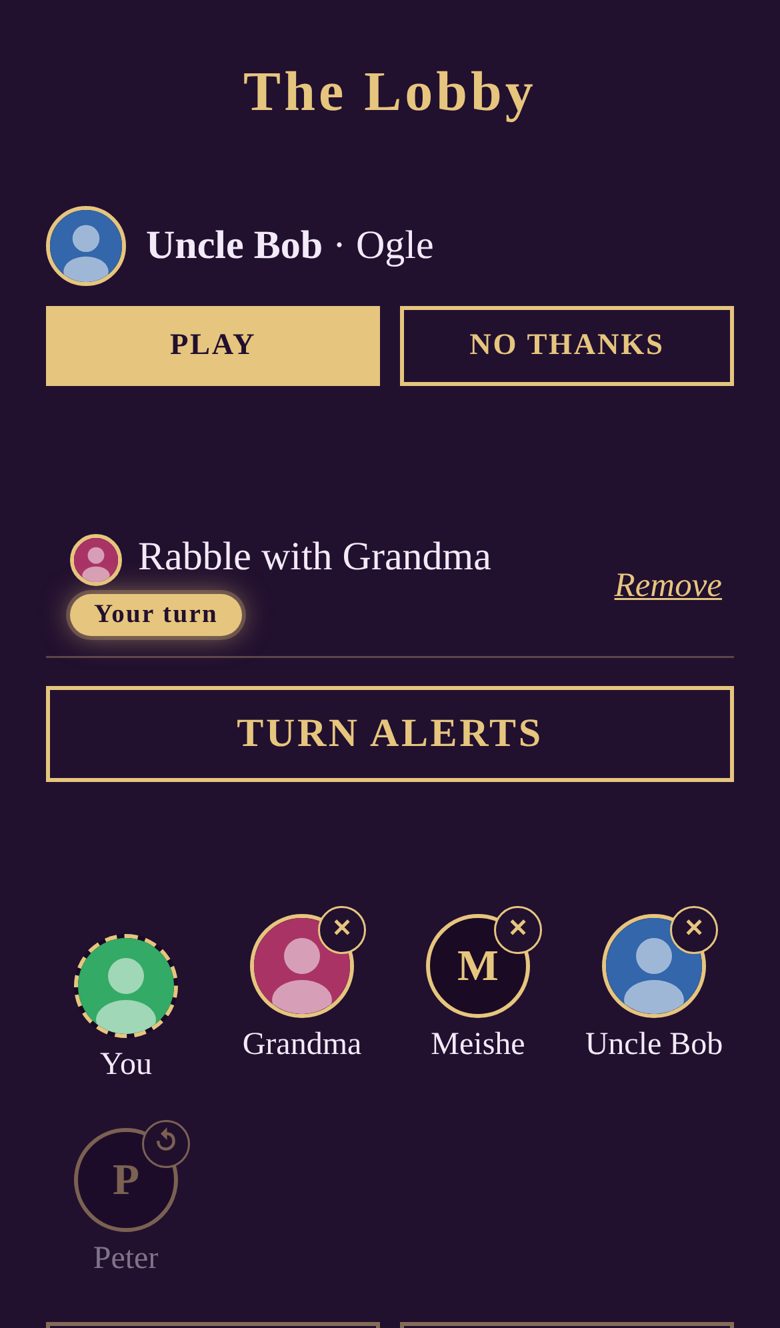 The Lobby
Uncle Bob · Ogle
PLAY
NO THANKS
Rabble with Grandma
Your turn
Remove
TURN ALERTS
M
You
Grandma
Meishe
Uncle Bob
P
Peter